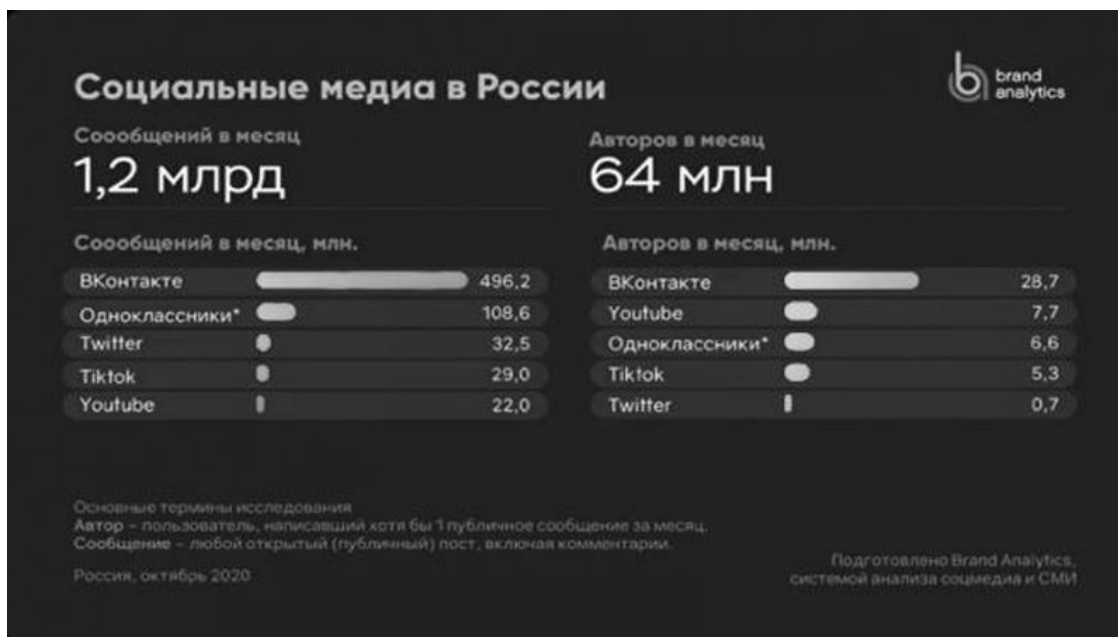 Социальные медиа в России
brand
analytics
Соообщений в месяц
1,2 млрд
Авторов в месяц
64 млн
Соообщений в месяц, млн.
ВКонтакте 496,2
Одноклассники* 108,6
Twitter 32,5
Tiktok 29,0
Youtube 22,0
Авторов в месяц, млн.
ВКонтакте 28,7
Youtube 7,7
Одноклассники* 6,6
Tiktok 5,3
Twitter 0,7
Основные термины исследования
Автор – пользователь, написавший хотя бы 1 публичное сообщение за месяц.
Сообщение – любой открытый (публичный) пост, включая комментарии.
Россия, октябрь 2020
Подготовлено Brand Analytics,
системой анализа соцмедиа и СМИ